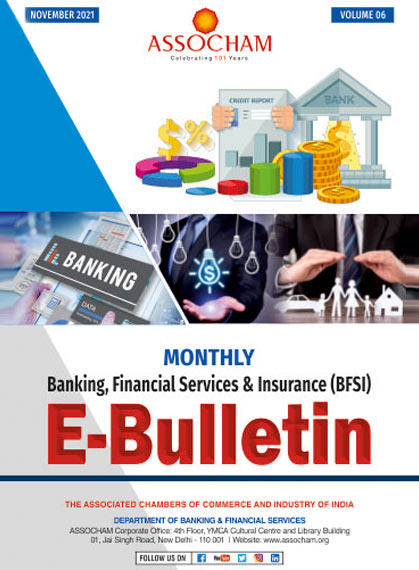 NOVEMBER 2021
VOLUME 06
ASSOCHAM
Celebrating 101 Years
CREDIT REPORT
BANK
BANKING
DATA
MONTHLY
Banking, Financial Services & Insurance (BFSI)
E-Bulletin
THE ASSOCIATED CHAMBERS OF COMMERCE AND INDUSTRY OF INDIA
DEPARTMENT OF BANKING & FINANCIAL SERVICES
ASSOCHAM Corporate Office: 4th Floor, YMCA Cultural Centre and Library Building
01, Jai Singh Road, New Delhi - 110 001 | Website: www.assocham.org
FOLLOW US ON